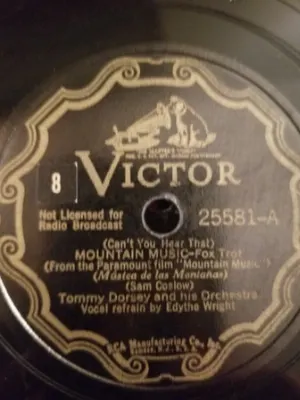 "HIS MASTER'S VOICE"
VICTOR
8
Not Licensed for
Radio Broadcast
25581-A
(Can't You Hear That)
MOUNTAIN MUSIC-Fox Trot
(From the Paramount film "Mountain Music")
(Música de las Montañas)
(Sam Coslow)
Tommy Dorsey and his Orchestra
Vocal refrain by Edythe Wright
RCA Manufacturing Co., Inc.
Camden, N.J., U.S.A.